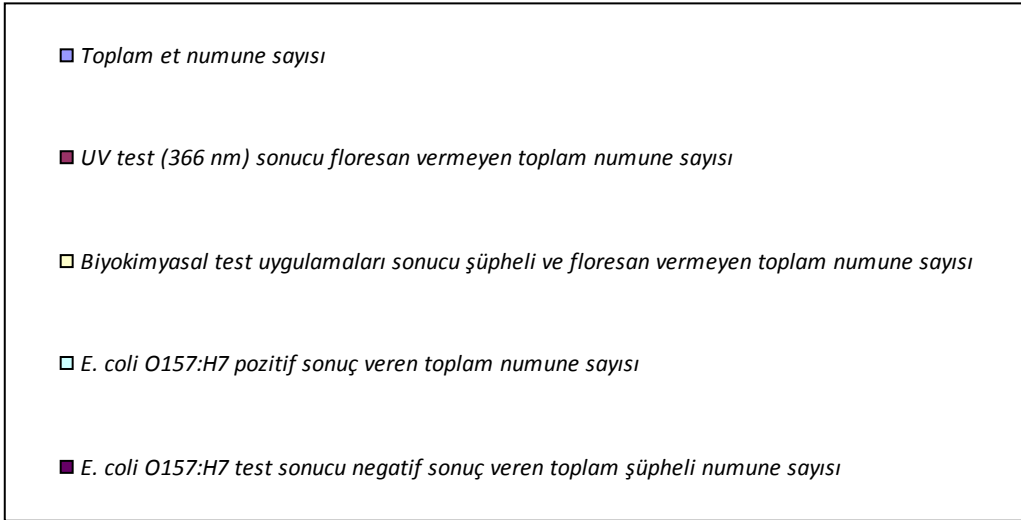 Toplam et numune sayısı
UV test (366 nm) sonucu floresan vermeyen toplam numune sayısı
Biyokimyasal test uygulamaları sonucu şüpheli ve floresan vermeyen toplam numune sayısı
E. coli O157:H7 pozitif sonuç veren toplam numune sayısı
E. coli O157:H7 test sonucu negatif sonuç veren toplam şüpheli numune sayısı